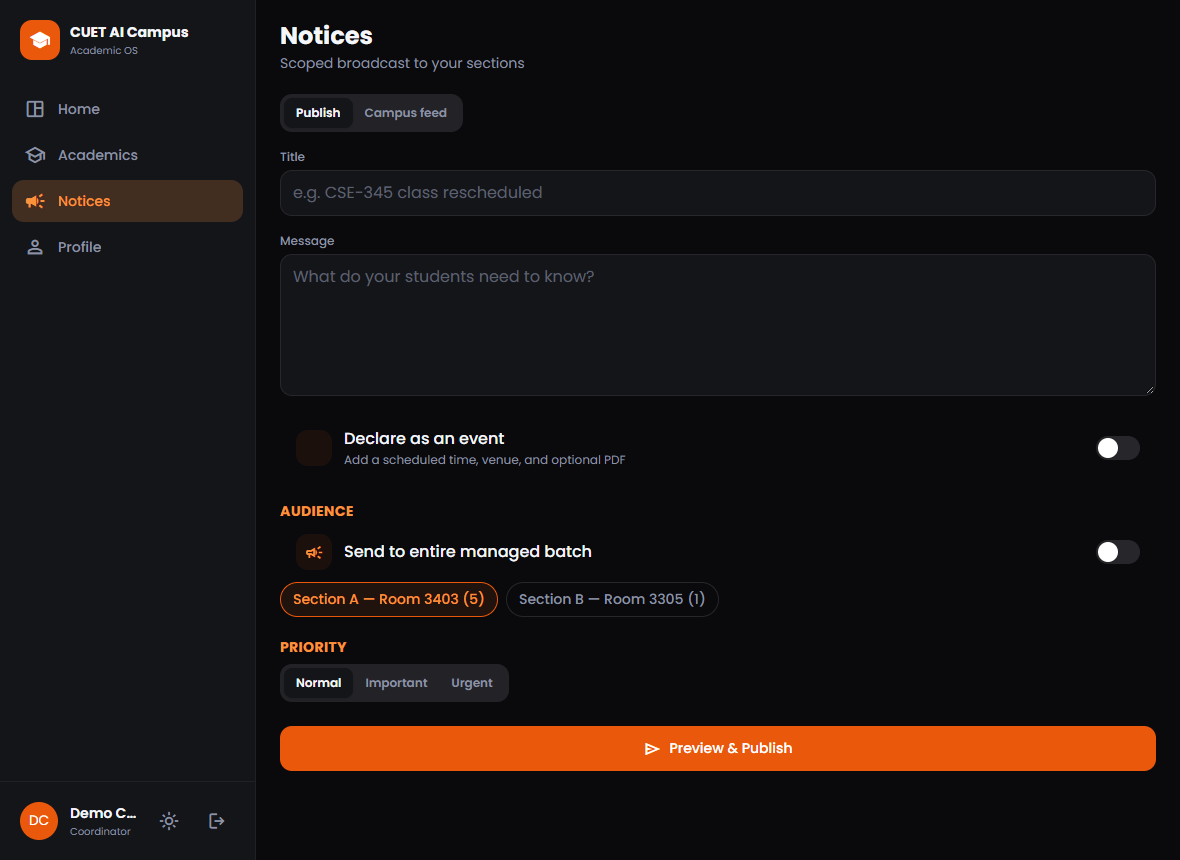 CUET AI Campus
Academic OS
Home
Academics
Notices
Profile
Demo C...
DC
Coordinator
Notices
Scoped broadcast to your sections
Publish
Campus feed
Title
e.g. CSE-345 class rescheduled
Message
What do your students need to know?
Declare as an event
Add a scheduled time, venue, and optional PDF
AUDIENCE
Send to entire managed batch
Section A — Room 3403 (5)
Section B — Room 3305 (1)
PRIORITY
Normal
Important
Urgent
Preview & Publish